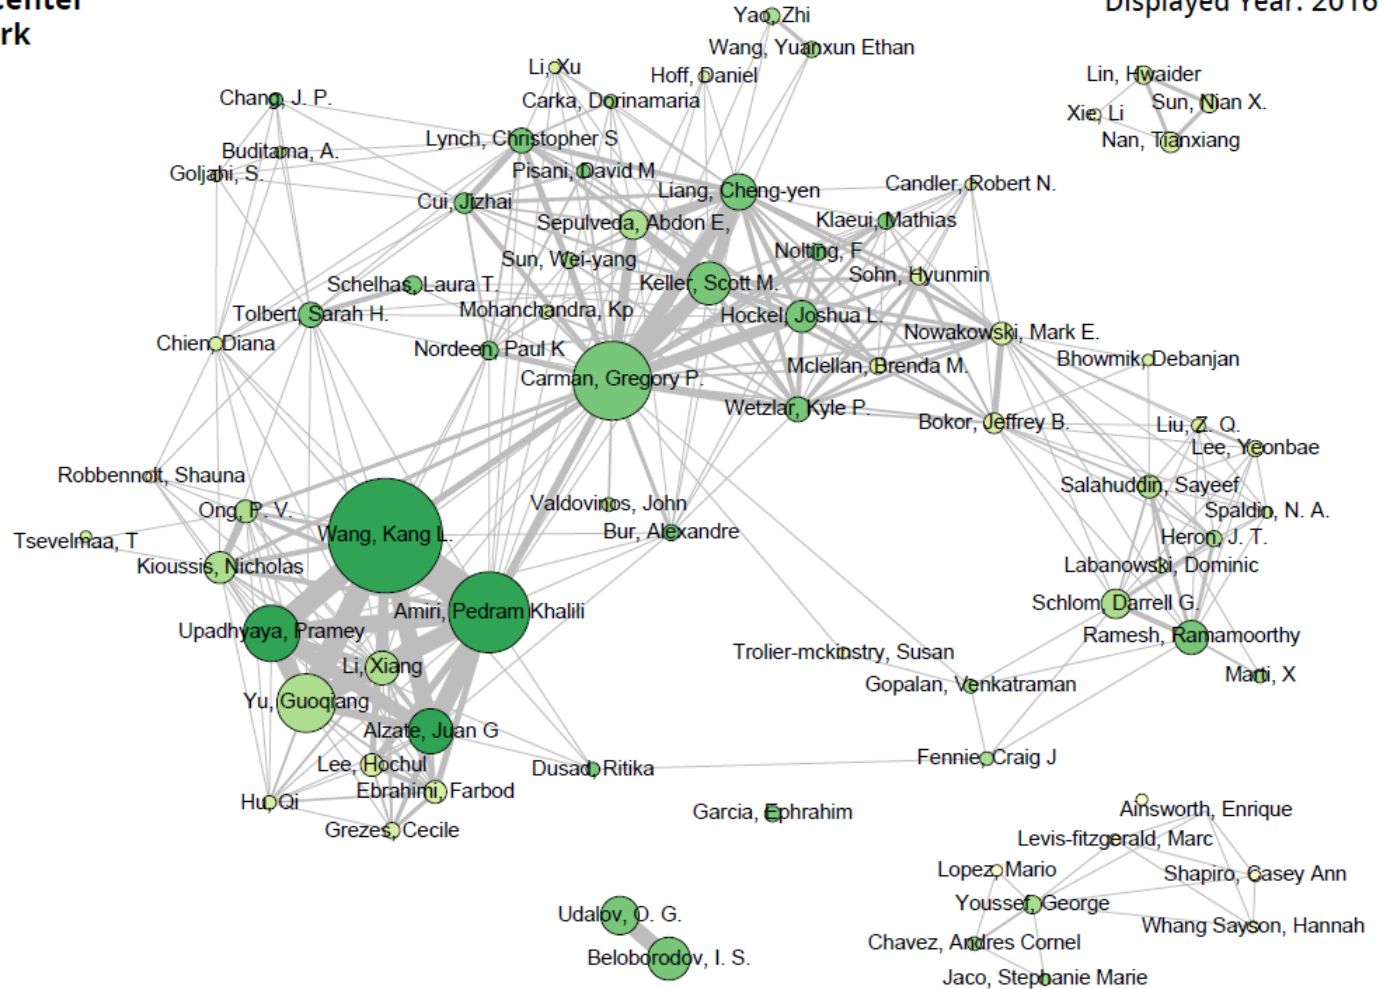 center
rk
Displayed Year: 2016
Yao, Zhi
Wang, Yuanxun Ethan
Li, Xu
Hoff, Daniel
Lin, Hwaider
Chang, J. P.
Carka, Dorinamaria
Sun, Nian X.
Xie, Li
Lynch, Christopher S
Nan, Tianxiang
Buditama, A.
Goljahi, S.
Pisani, David M
Liang, Cheng-yen
Candler, Robert N.
Cui, Jizhai
Sepulveda, Abdon E,
Klaeui, Mathias
Nolting, F
Sun, Wei-yang
Sohn, Hyunmin
Schelhas, Laura T.
Keller, Scott M.
Tolbert, Sarah H.
Mohanchandra, Kp
Hockel, Joshua L.
Nowakowski, Mark E.
Chien, Diana
Nordeen, Paul K
Bhowmik, Debanjan
Carman, Gregory P.
Mclellan, Brenda M.
Wetzlar, Kyle P.
Bokor, Jeffrey B.
Liu, Z. Q.
Lee, Yeonbae
Robbennolt, Shauna
Salahuddin, Sayeef
Ong, P. V.
Valdovinos, John
Spaldin, N. A.
Tsevelmaa, T
Wang, Kang L.
Bur, Alexandre
Heron, J. T.
Kioussis, Nicholas
Labanowski, Dominic
Schlom, Darrell G.
Amiri, Pedram Khalili
Upadhyaya, Pramey
Ramesh, Ramamoorthy
Li, Xiang
Trolier-mckinstry, Susan
Marti, X
Gopalan, Venkatraman
Yu, Guoqiang
Alzate, Juan G
Fennie, Craig J
Lee, Hochul
Dusad, Ritika
Ebrahimi, Farbod
Hu, Qi
Garcia, Ephrahim
Ainsworth, Enrique
Grezes, Cecile
Levis-fitzgerald, Marc
Lopez, Mario
Shapiro, Casey Ann
Youssef, George
Udalov, O. G.
Whang Sayson, Hannah
Chavez, Andres Cornel
Beloborodov, I. S.
Jaco, Stephanie Marie